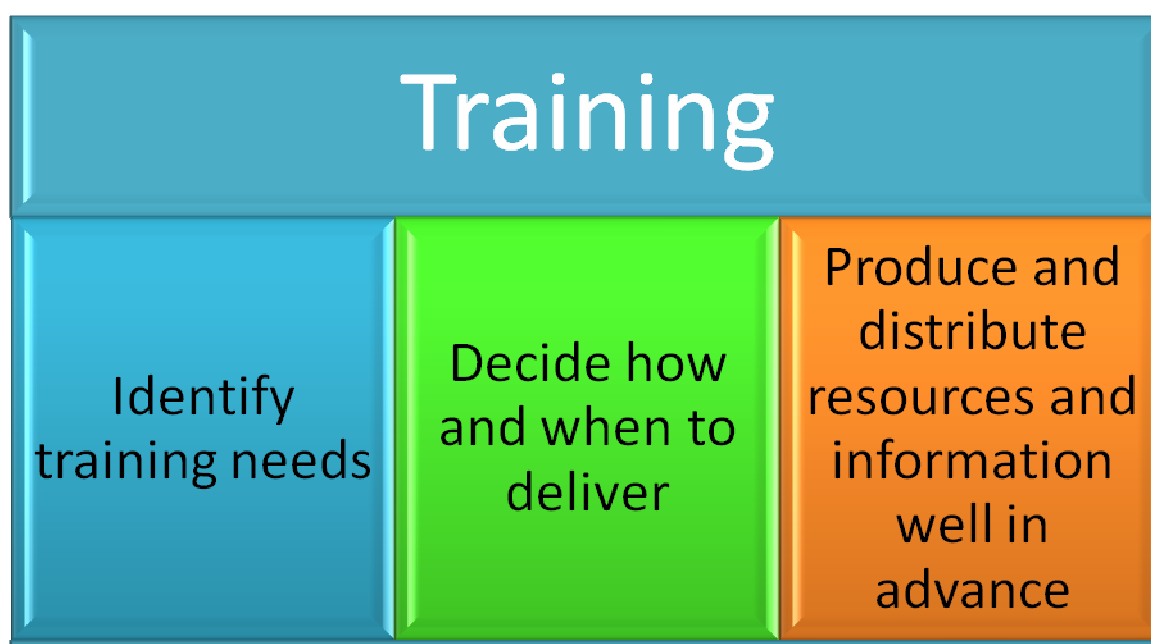 Training
Identify
training needs
Decide how
and when to
deliver
Produce and
distribute
resources and
information
well in
advance